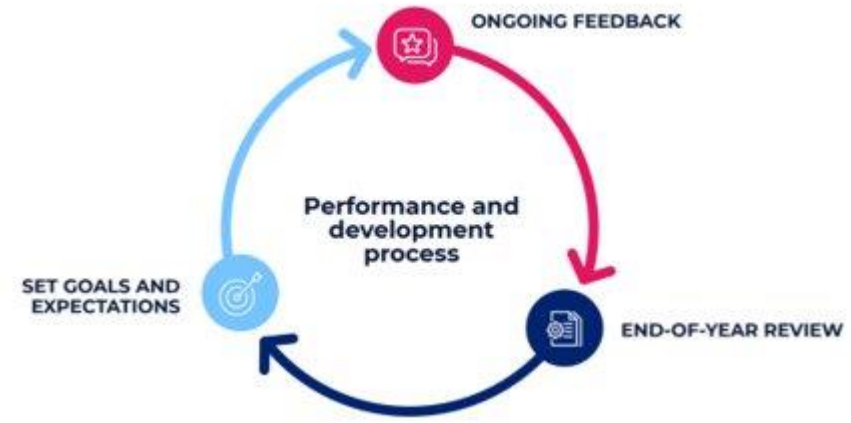 ONGOING FEEDBACK
Performance and
development
process
SET GOALS AND
EXPECTATIONS
END-OF-YEAR REVIEW